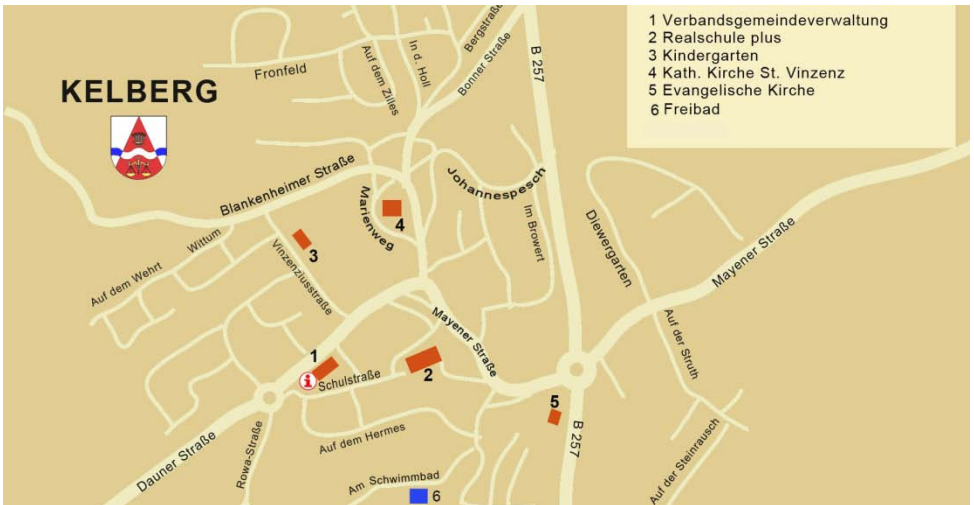 KELBERG
1 Verbandsgemeindeverwaltung
2 Realschule plus
3 Kindergarten
4 Kath. Kirche St. Vinzenz
5 Evangelische Kirche
6 Freibad
Fronfeld
Auf dem Zilles
In d. Holl
Bergstraße
Bonner Straße
B 257
Blankenheimer Straße
Marienweg
4
Johannespesch
Im Browert
Diewergarten
Mayener Straße
Wittum
Auf dem Wehrt
3
Vinzenziusstraße
Mayener Straße
Auf der Struth
1
i
Schulstraße
2
5
B 257
Dauner Straße
Rowa-Straße
Auf dem Hermes
Am Schwimmbad
6
Auf der Steinrausch